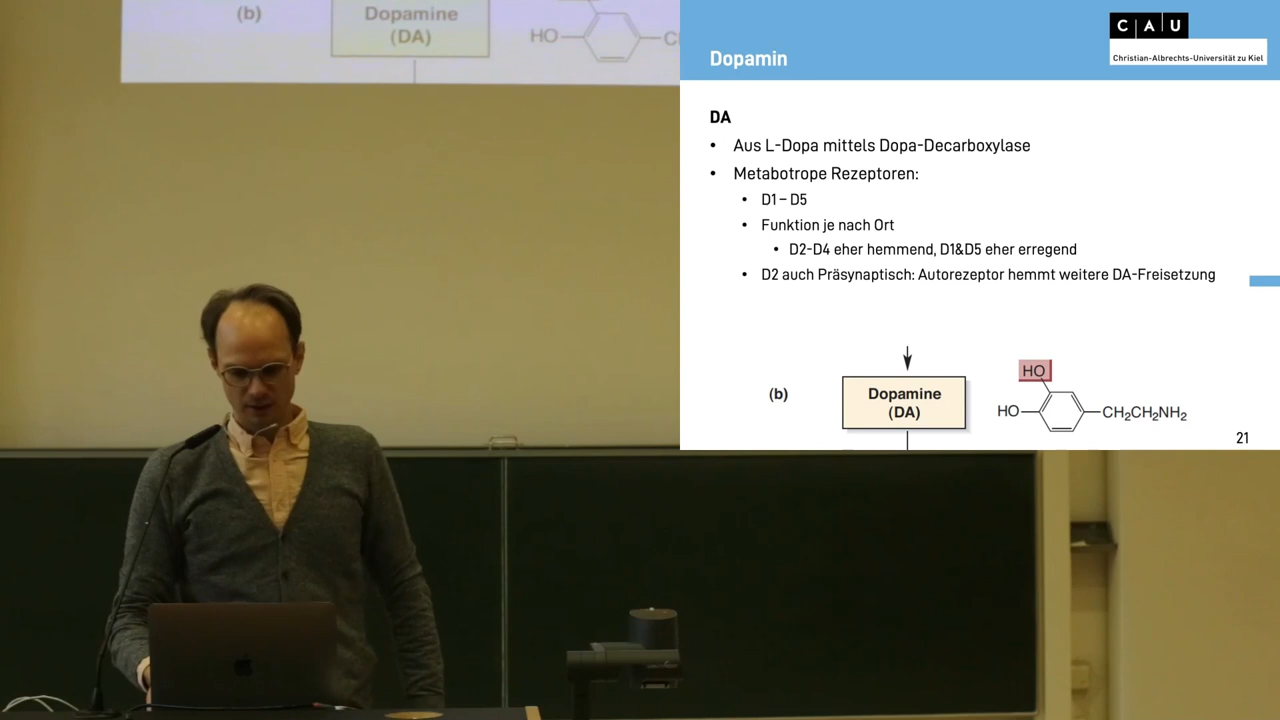 (b)
Dopamine
(DA)
HO
C
Dopamin
C A U
Christian-Albrechts-Universität zu Kiel
DA
• Aus L-Dopa mittels Dopa-Decarboxylase
• Metabotrope Rezeptoren:
• D1 – D5
• Funktion je nach Ort
• D2-D4 eher hemmend, D1&D5 eher erregend
• D2 auch Präsynaptisch: Autorezeptor hemmt weitere DA-Freisetzung
(b)
Dopamine
(DA)
HO
HO
CH₂CH₂NH₂
21